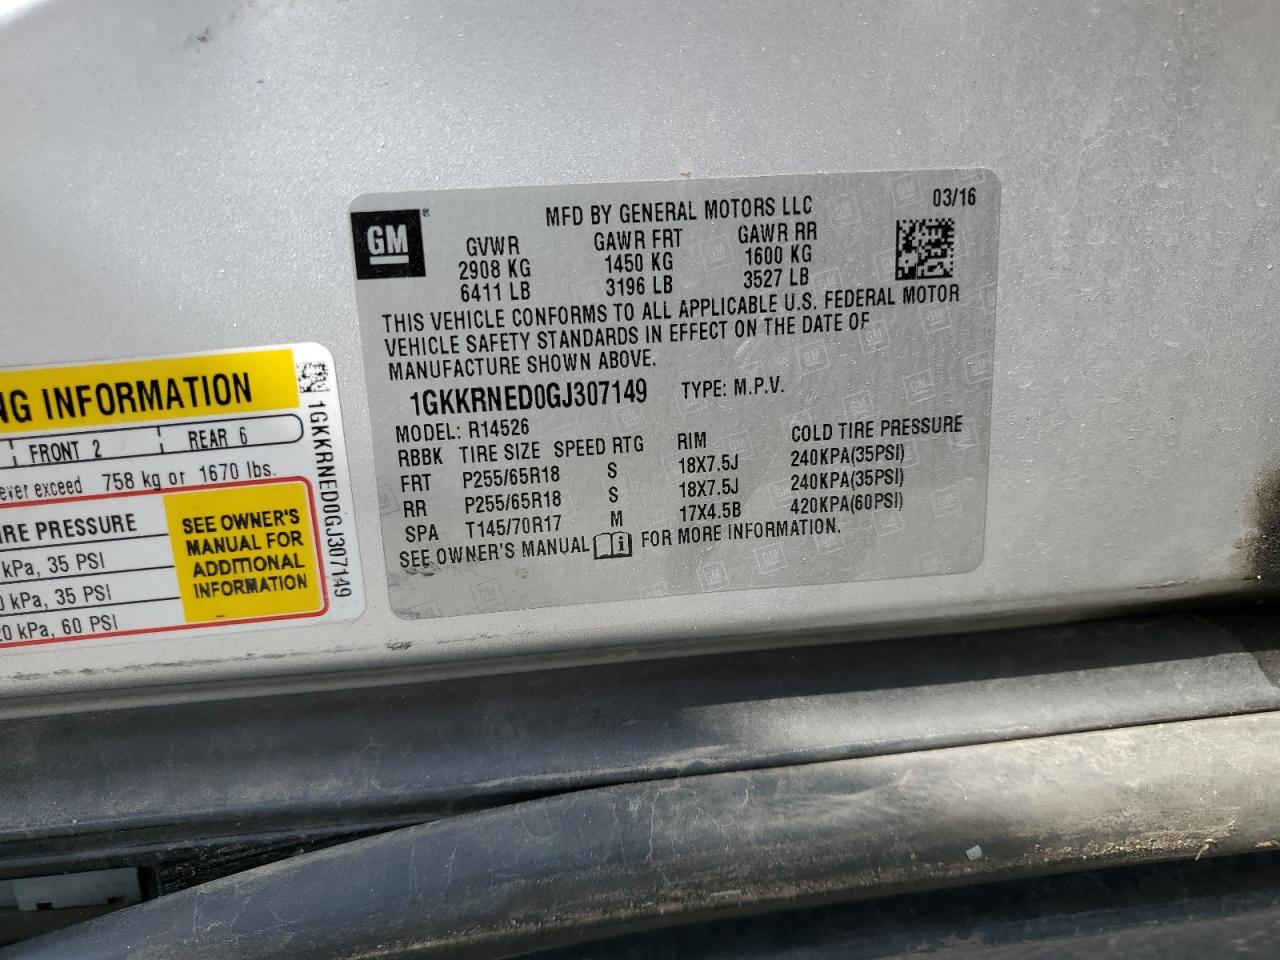 GM
MFD BY GENERAL MOTORS LLC
03/16
GVWR GAWR FRT GAWR RR
2908 KG 1450 KG 1600 KG
6411 LB 3196 LB 3527 LB
THIS VEHICLE CONFORMS TO ALL APPLICABLE U.S. FEDERAL MOTOR
VEHICLE SAFETY STANDARDS IN EFFECT ON THE DATE OF
MANUFACTURE SHOWN ABOVE.
1GKKRNED0GJ307149 TYPE: M.P.V.
MODEL: R14526
RBBK TIRE SIZE SPEED RTG RIM COLD TIRE PRESSURE
FRT P255/65R18 S 18X7.5J 240KPA(35PSI)
RR P255/65R18 S 18X7.5J 240KPA(35PSI)
SPA T145/70R17 M 17X4.5B 420KPA(60PSI)
SEE OWNER'S MANUAL i FOR MORE INFORMATION.
NG INFORMATION
FRONT 2 REAR 6
ever exceed 758 kg or 1670 lbs.
IRE PRESSURE
kPa, 35 PSI
0 kPa, 35 PSI
20 kPa, 60 PSI
SEE OWNER'S
MANUAL FOR
ADDITIONAL
INFORMATION
1GKKRNED0GJ307149